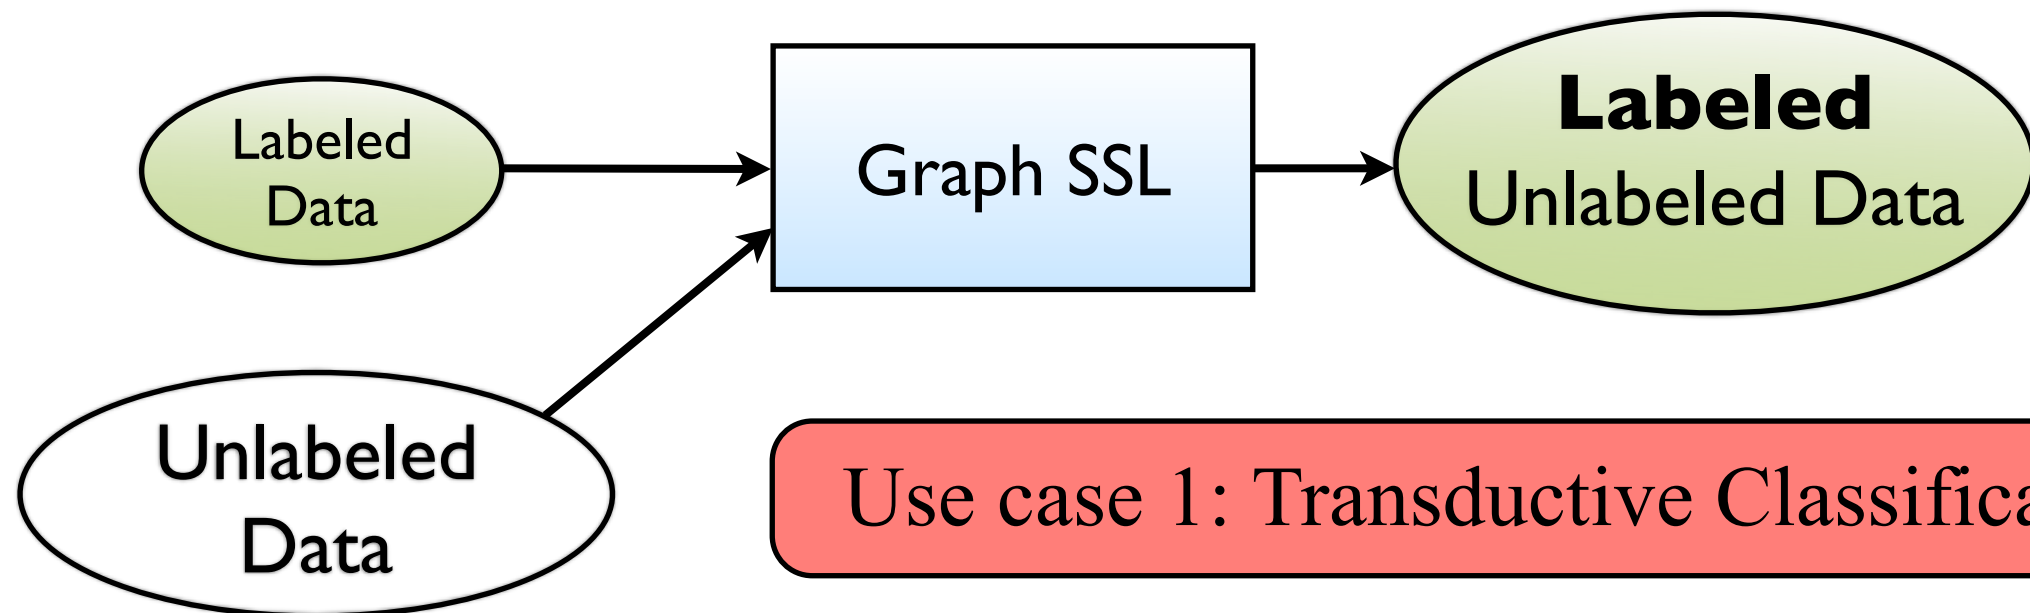 Labeled
Data
Graph SSL
Labeled
Unlabeled Data
Unlabeled
Data
Use case 1: Transductive